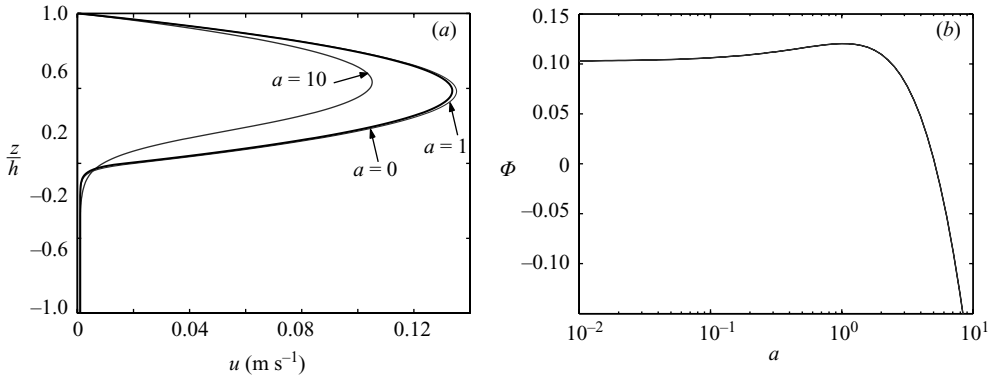 1.0
0.6
0.2
–0.2
–0.6
–1.0
z/h
0
0.04
0.08
0.12
u (m s⁻¹)
(a)
a = 10
a = 1
a = 0
0.15
0.10
0.05
0
–0.05
–0.10
Φ
10⁻²
10⁻¹
10⁰
10¹
a
(b)